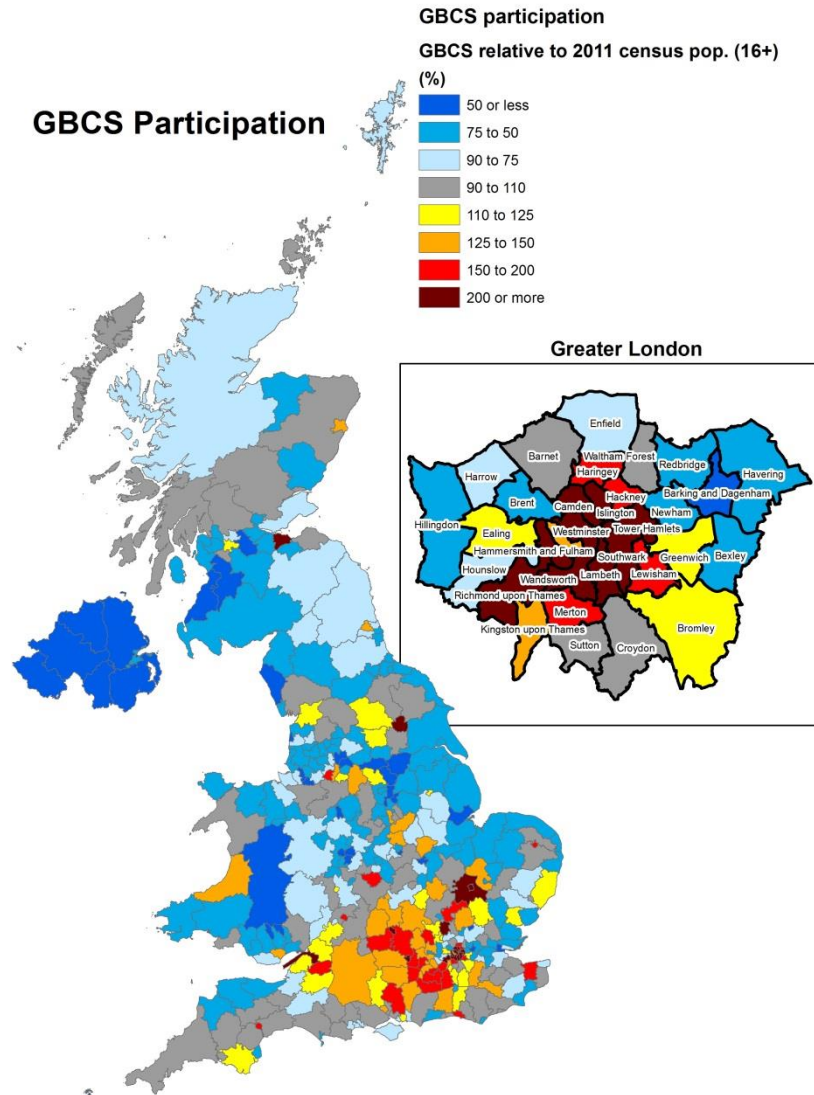 GBCS participation
GBCS relative to 2011 census pop. (16+)
(%)
50 or less
75 to 50
90 to 75
90 to 110
110 to 125
125 to 150
150 to 200
200 or more
GBCS Participation
Greater London
Enfield
Barnet
Waltham Forest
Harrow
Haringey
Redbridge
Havering
Hackney
Brent
Camden
Barking and Dagenham
Islington
Newham
Hillingdon
Westminster
Tower Hamlets
Ealing
Hammersmith and Fulham
Southwark
Greenwich
Bexley
Hounslow
Wandsworth
Lambeth
Lewisham
Richmond upon Thames
Merton
Kingston upon Thames
Bromley
Sutton
Croydon